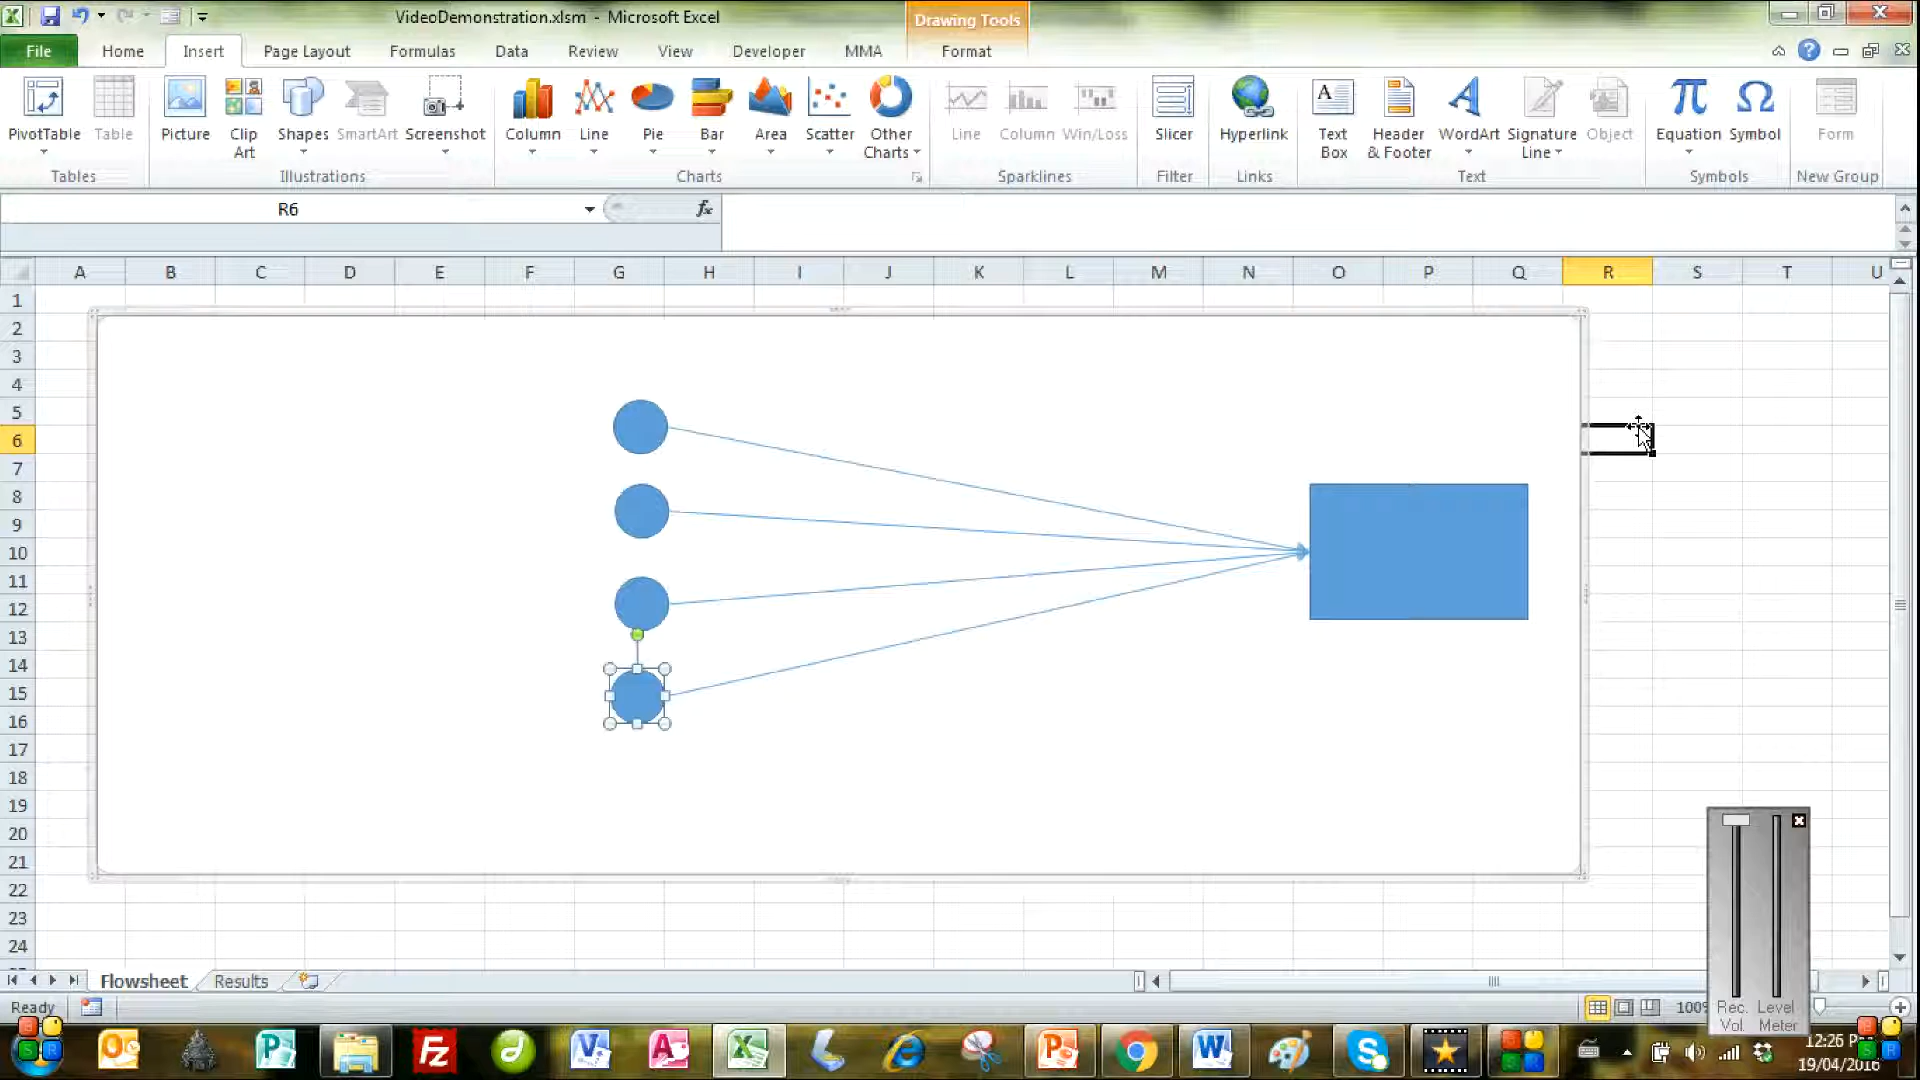 VideoDemonstration.xlsm - Microsoft Excel
Drawing Tools
File Home Insert Page Layout Formulas Data Review View Developer MMA Format
PivotTable Table Picture Clip Art Shapes SmartArt Screenshot Column Line Pie Bar Area Scatter Other Charts Line Column Win/Loss Slicer Hyperlink Text Box Header & Footer WordArt Signature Line Object Equation Symbol Form
Tables Illustrations Charts Sparklines Filter Links Text Symbols New Group
R6 fx
A B C D E F G H I J K L M N O P Q R S T U
1
2
3
4
5
6
7
8
9
10
11
12
13
14
15
16
17
18
19
20
21
22
23
24
Flowsheet Results
Ready 100%
Rec. Vol. Level Meter
12:26
19/04/2016